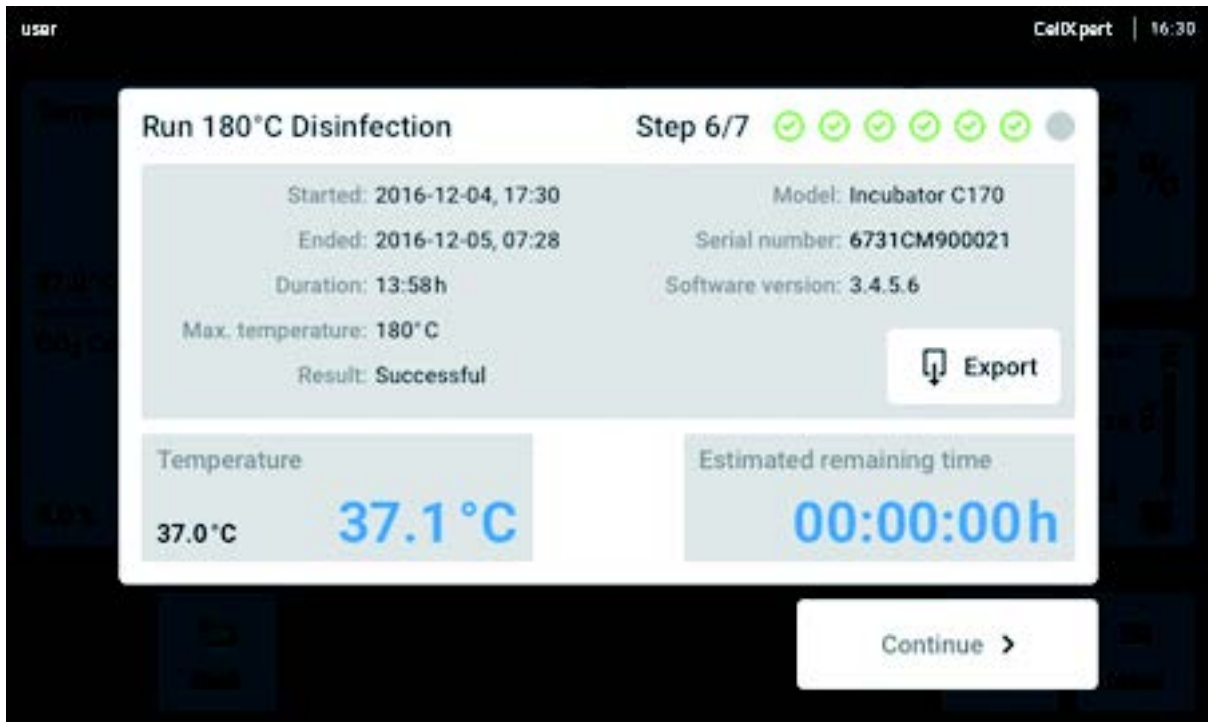 user
CellXpert | 16:30
Run 180°C Disinfection
Step 6/7
Started: 2016-12-04, 17:30
Ended: 2016-12-05, 07:28
Duration: 13:58h
Max. temperature: 180°C
Result: Successful
Model: Incubator C170
Serial number: 6731CM900021
Software version: 3.4.5.6
Export
Temperature
37.0°C 37.1°C
Estimated remaining time
00:00:00h
Continue